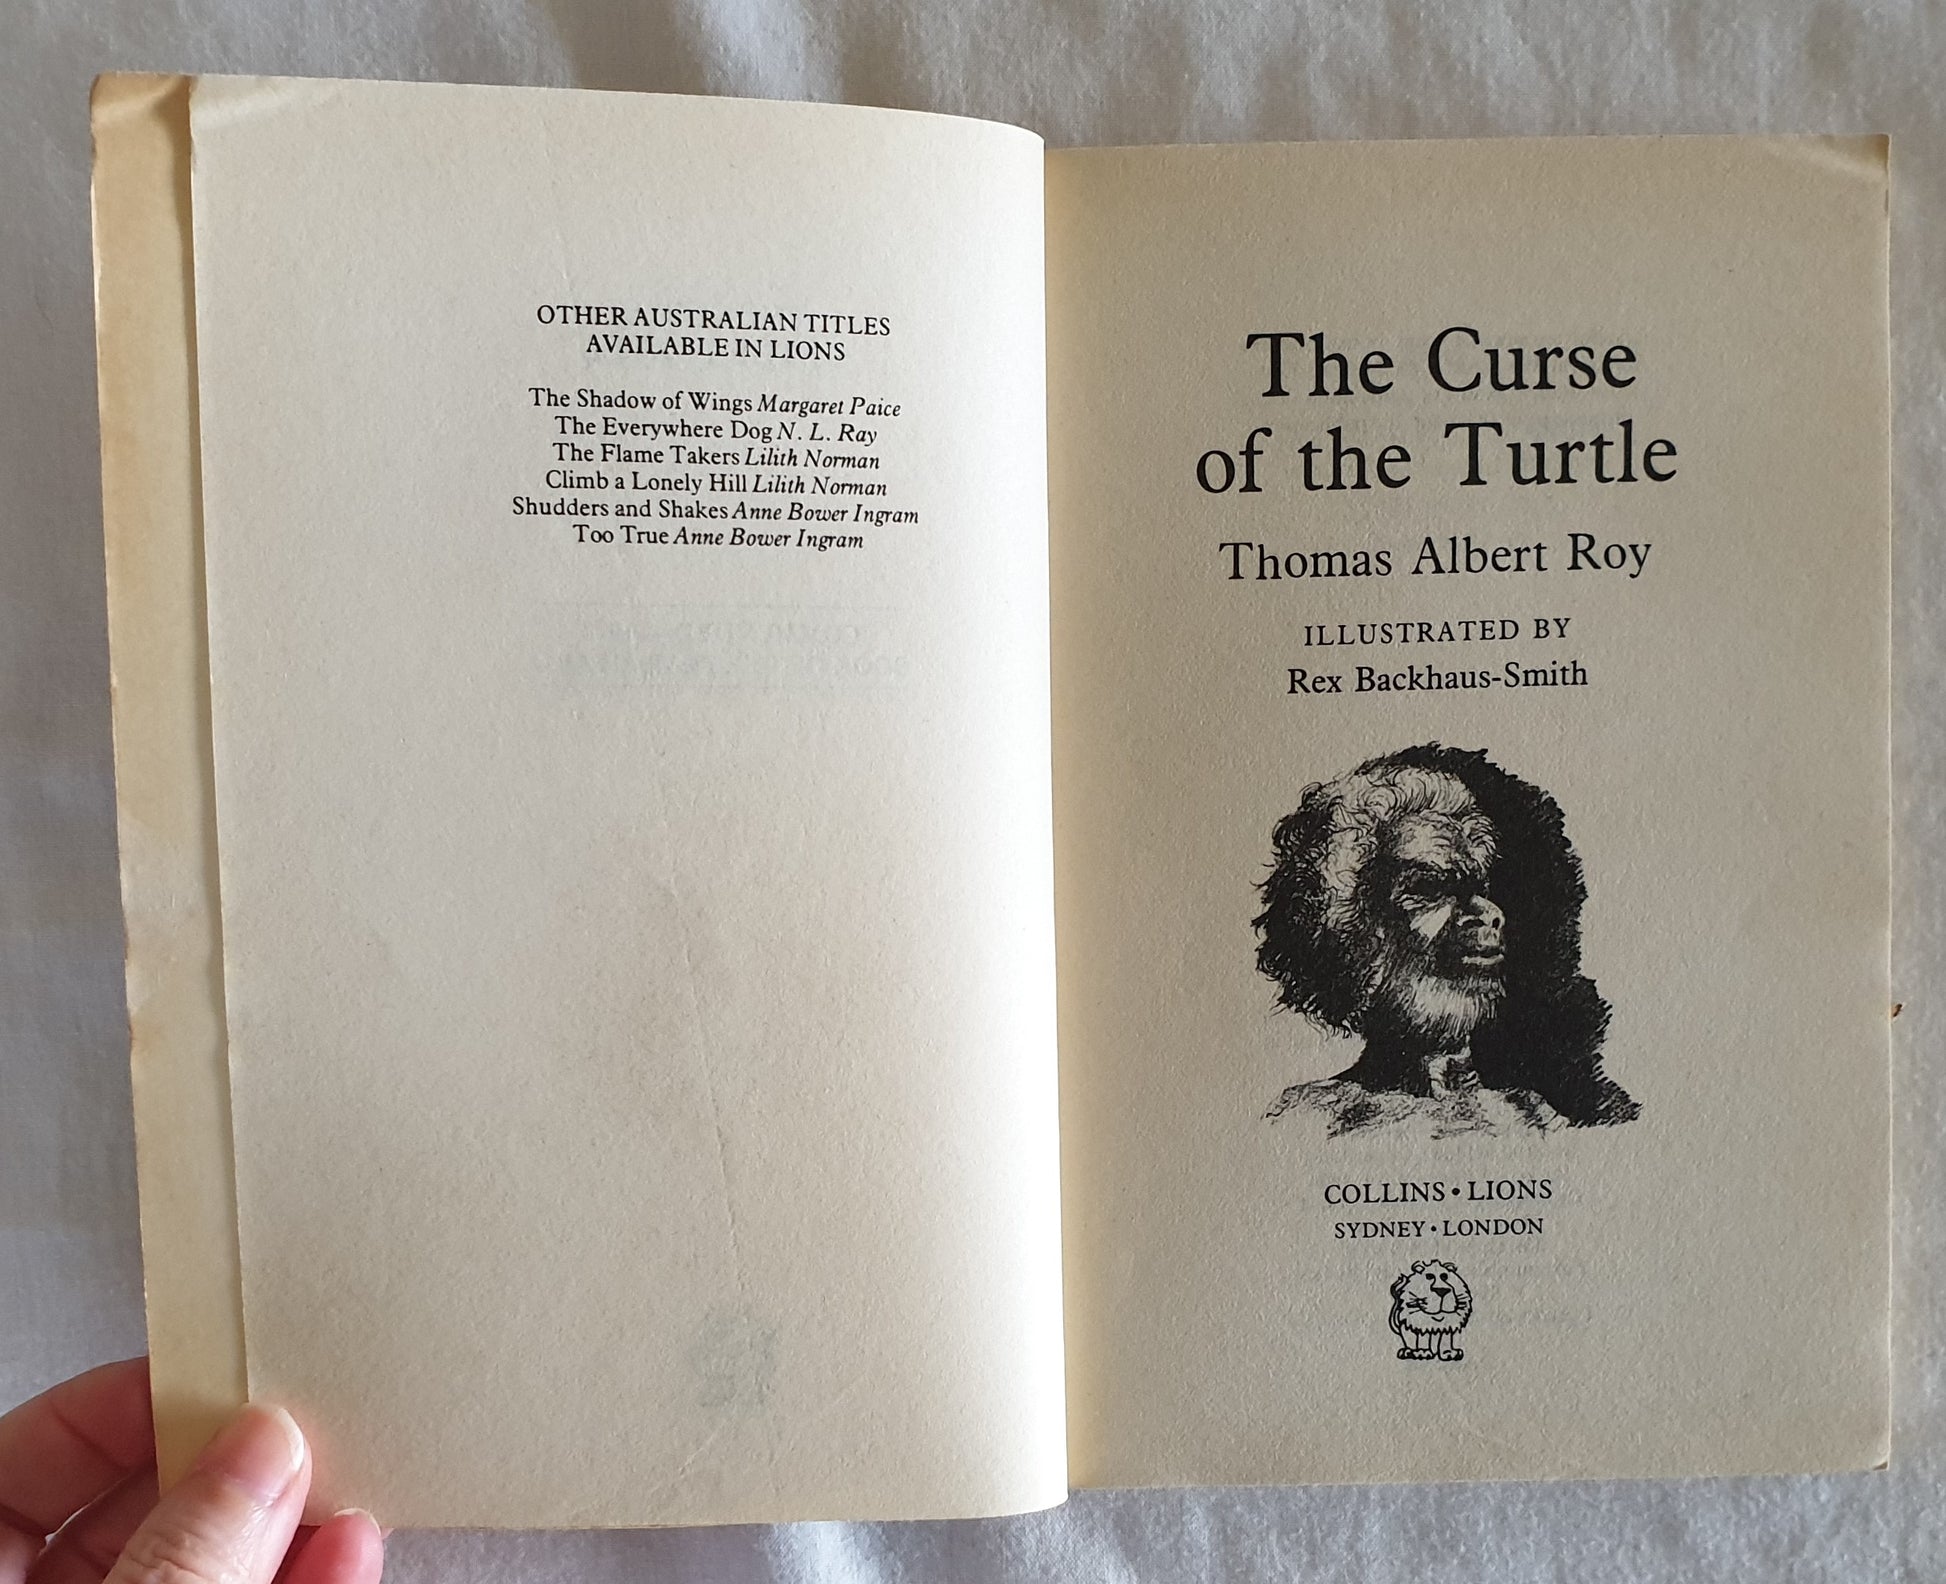 OTHER AUSTRALIAN TITLES
AVAILABLE IN LIONS
The Shadow of Wings Margaret Paice
The Everywhere Dog N. L. Ray
The Flame Takers Lilith Norman
Climb a Lonely Hill Lilith Norman
Shudders and Shakes Anne Bower Ingram
Too True Anne Bower Ingram
The Curse
of the Turtle
Thomas Albert Roy
ILLUSTRATED BY
Rex Backhaus-Smith
COLLINS • LIONS
SYDNEY • LONDON